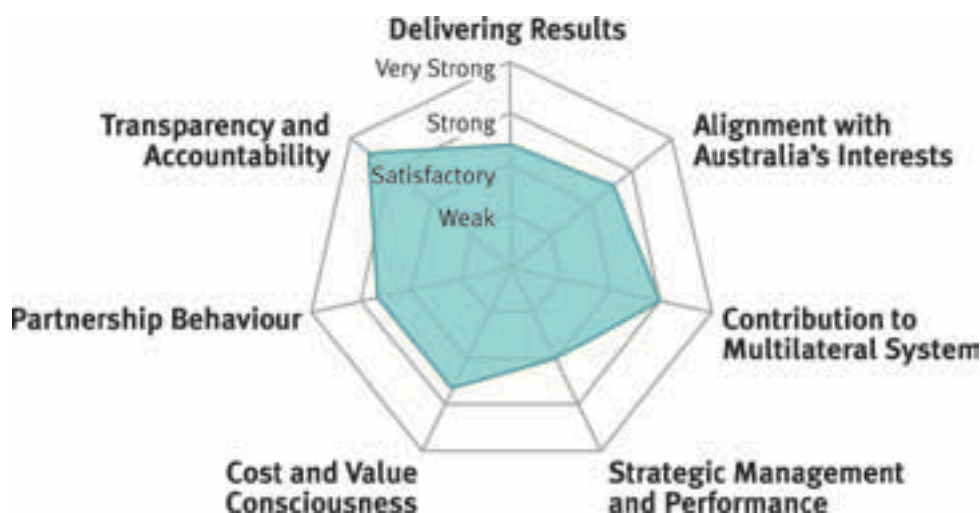 Delivering Results
Very Strong
Strong
Satisfactory
Weak
Transparency and
Accountability
Alignment with
Australia's Interests
Partnership Behaviour
Contribution to
Multilateral System
Cost and Value
Consciousness
Strategic Management
and Performance